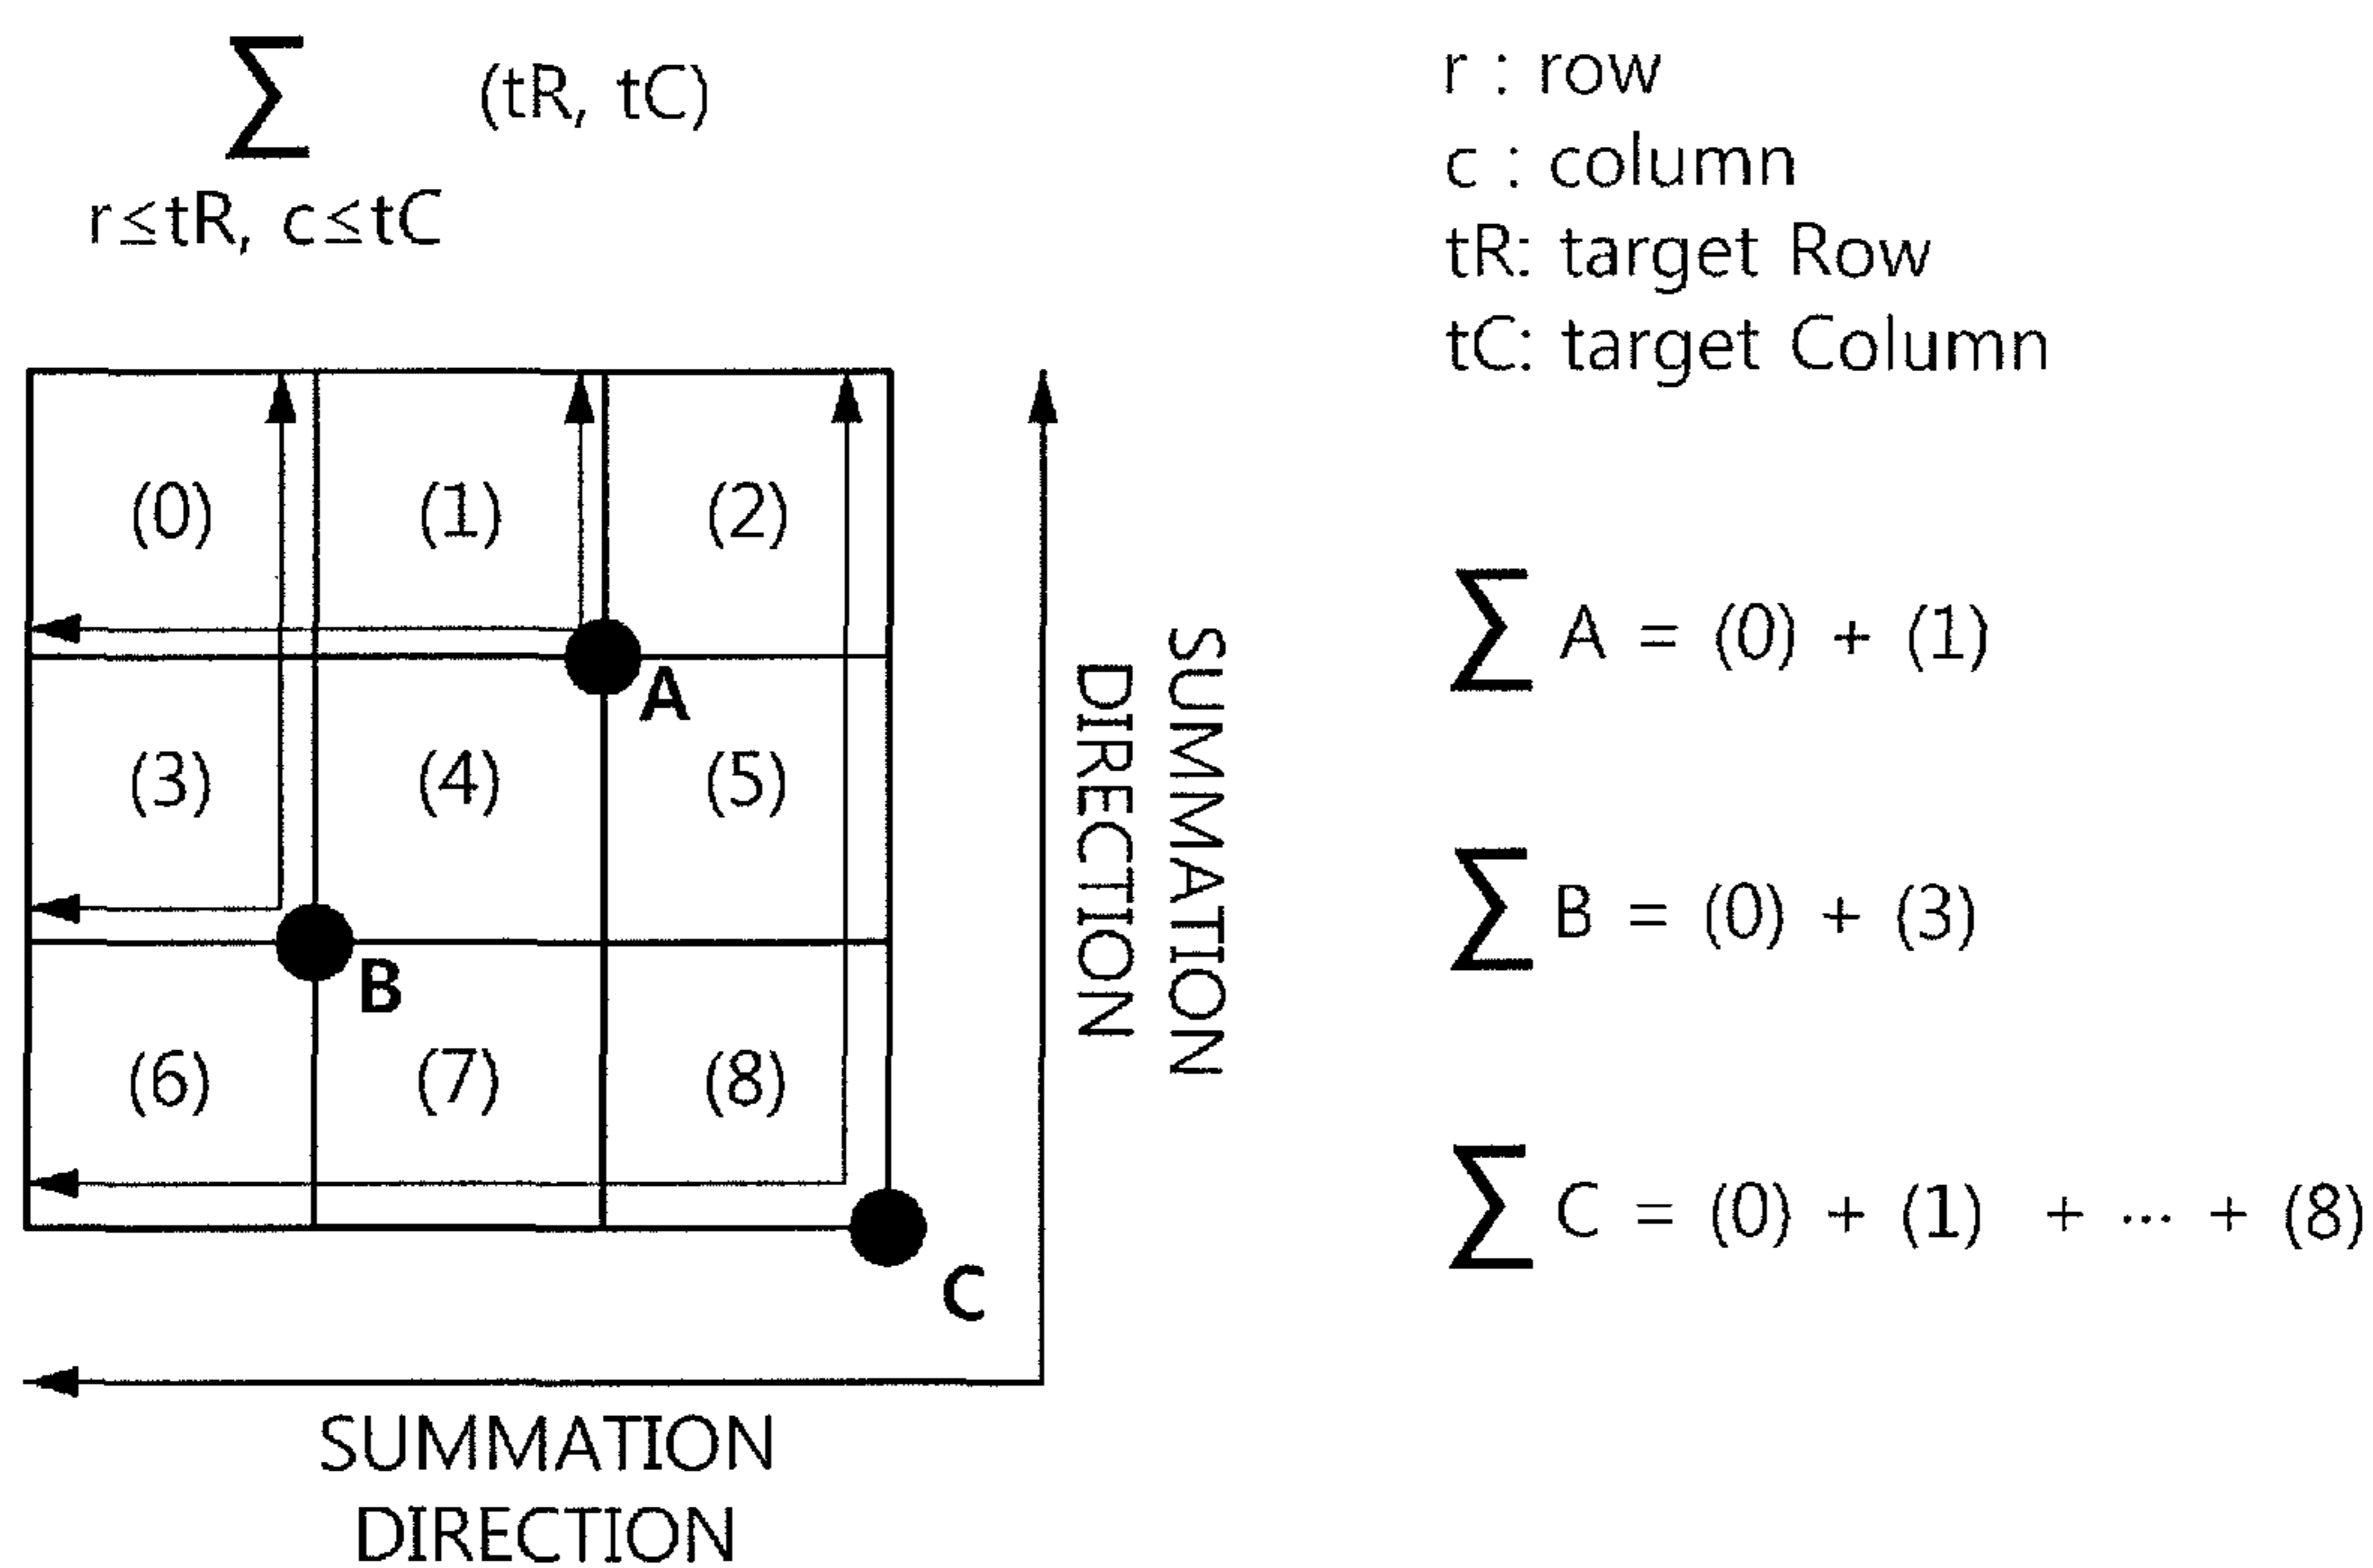 ∑ (tR, tC)
r≤tR, c≤tC
r : row
c : column
tR: target Row
tC: target Column
(0) (1) (2)
A
(3) (4) (5)
B
(6) (7) (8)
C
SUMMATION
DIRECTION
SUMMATION
DIRECTION
∑ A = (0) + (1)
∑ B = (0) + (3)
∑ C = (0) + (1) + ... + (8)